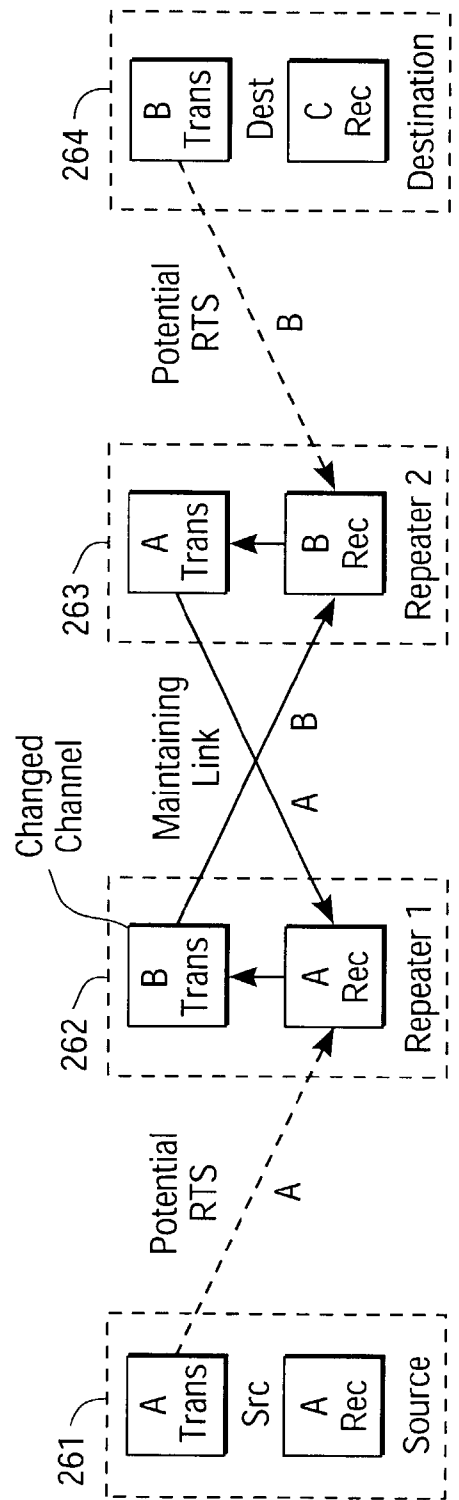 261
A
Trans
Src
A
Rec
Source
Potential
RTS
A
262
Changed
Channel
B
Trans
A
Rec
Repeater 1
Maintaining
Link
A
B
263
A
Trans
B
Rec
Repeater 2
Potential
RTS
B
264
B
Trans
Dest
C
Rec
Destination